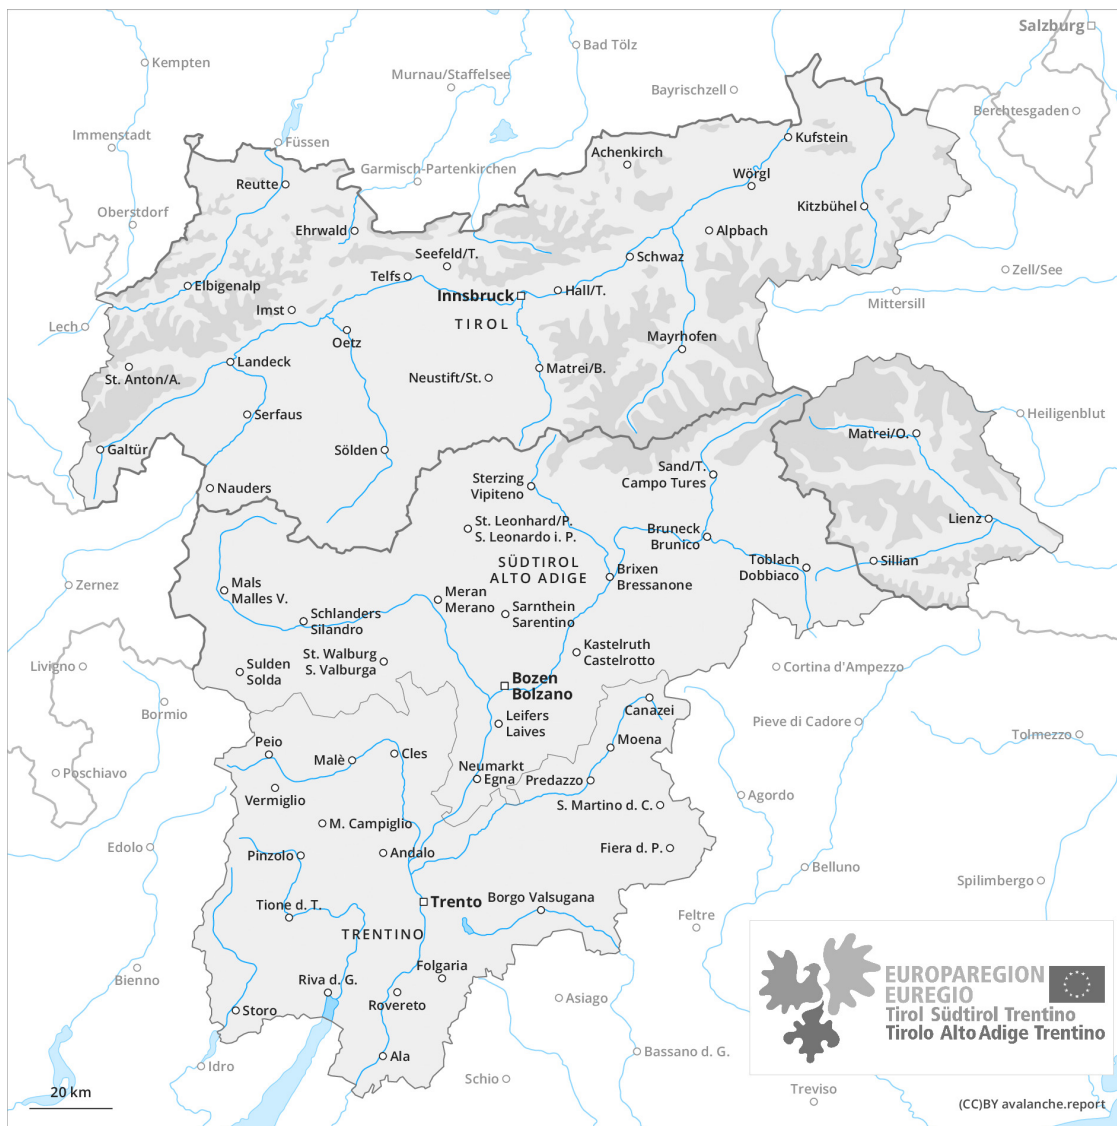 Salzburg
Bad Tölz
Kempten
Murnau/Staffelsee
Bayrischzell
Berchtesgaden
Immenstadt
Füssen
Kufstein
Achenkirch
Garmisch-Partenkirchen
Wörgl
Reutte
Kitzbühel
Oberstdorf
Ehrwald
Alpbach
Seefeld/T.
Schwaz
Telfs
Zell/See
Elbigenalp
Innsbruck
Hall/T.
Mittersill
Imst
TIROL
Lech
Oetz
Mayrhofen
Landeck
Matrei/B.
St. Anton/A.
Neustift/St.
Serfaus
Heiligenblut
Matrei/O.
Galtür
Sölden
Sand/T.
Campo Tures
Sterzing
Vipiteno
Nauders
St. Leonhard/P.
S. Leonardo i. P.
Lienz
Bruneck
Brunico
SÜDTIROL
ALTO ADIGE
Toblach
Dobbiaco
Sillian
Brixen
Bressanone
Zernez
Mals
Malles V.
Meran
Merano
Sarnthein
Sarentino
Schlanders
Silandro
Kastelruth
Castelrotto
St. Walburg
S. Valburga
Livigno
Sulden
Solda
Cortina d'Ampezzo
Bozen
Bolzano
Bormio
Canazei
Leifers
Laives
Pieve di Cadore
Tolmezzo
Peio
Moena
Malè
Cles
Poschiavo
Neumarkt
Egna
Predazzo
Vermiglio
Agordo
S. Martino d. C.
M. Campiglio
Edolo
Pinzolo
Andalo
Fiera d. P.
Belluno
Spilimbergo
Tione d. T.
Trento
Borgo Valsugana
Feltre
TRENTINO
Bienno
Folgaria
Riva d. G.
Rovereto
Asiago
Storo
Ala
Bassano d. G.
Idro
Schio
Treviso
EUROPAREGION
EUREGIO
Tirol Südtirol Trentino
Tirolo Alto Adige Trentino
20 km
(CC)BY avalanche.report